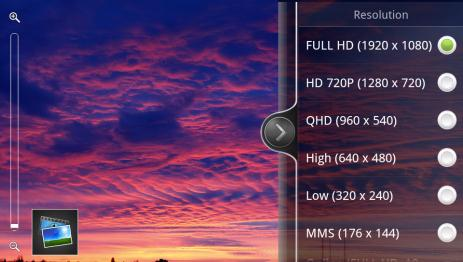 Resolution
FULL HD (1920 x 1080)
HD 720P (1280 x 720)
QHD (960 x 540)
High (640 x 480)
Low (320 x 240)
MMS (176 x 144)